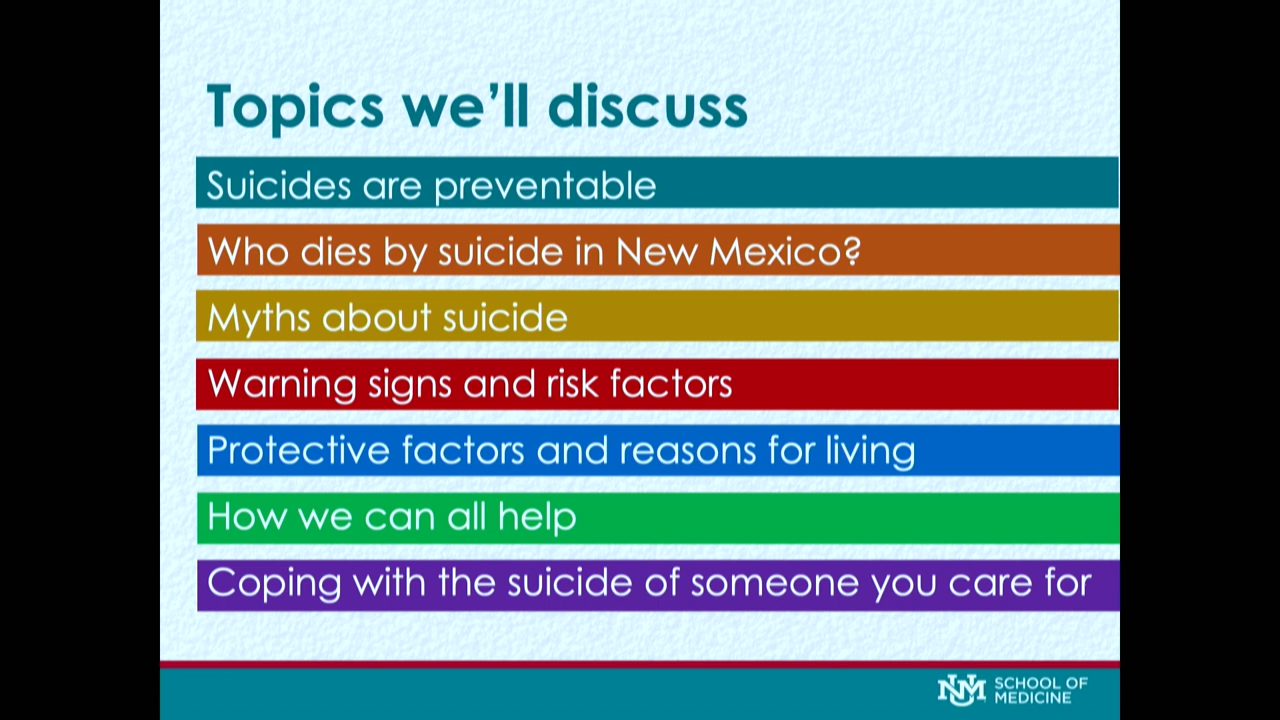 Topics we'll discuss
Suicides are preventable
Who dies by suicide in New Mexico?
Myths about suicide
Warning signs and risk factors
Protective factors and reasons for living
How we can all help
Coping with the suicide of someone you care for
UNM SCHOOL OF
MEDICINE